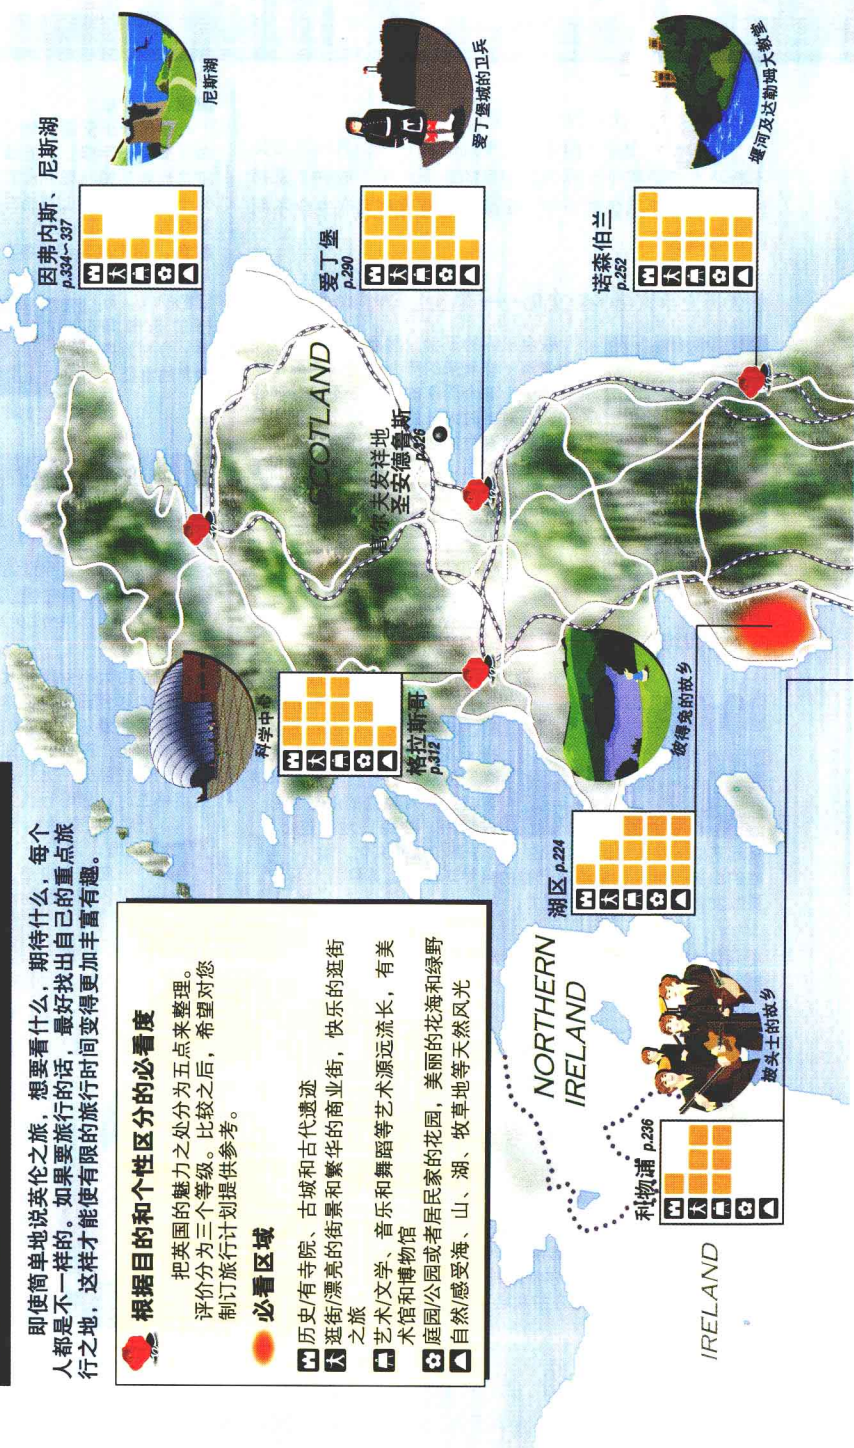 即使简单地说英伦之旅，想要看什么，期待什么，每个
人都是不一样的。如果要旅行的话，最好找出自己的重点旅
行之地，这样才能使有限的旅行时间变得更加丰富有趣。
根据目的和个性区分的必看度
把英国的魅力之处分为五点来整理。
评价分为三个等级。比较之后，希望对您
制订旅行计划提供参考。
必看区域
历史/有寺院、古城和古代遗迹
逛街/漂亮的街景和繁华的商业街，快乐的逛街
之旅
艺术/文学、音乐和舞蹈等艺术源远流长，有美
术馆和博物馆
庭园/公园或者居民家的花园，美丽的花海和绿野
自然/感受海、山、湖、牧草地等天然风光
因弗内斯、尼斯湖
p.334～337
尼斯湖
爱丁堡
p.290
爱丁堡城的卫兵
诺森伯兰
p.252
堰河及达勒姆大教堂
SCOTLAND
高尔夫发祥地
圣安德鲁斯
p.326
科学中心
格拉斯哥
p.312
彼得兔的故乡
湖区 p.224
NORTHERN
IRELAND
披头士的故乡
利物浦 p.236
IRELAND